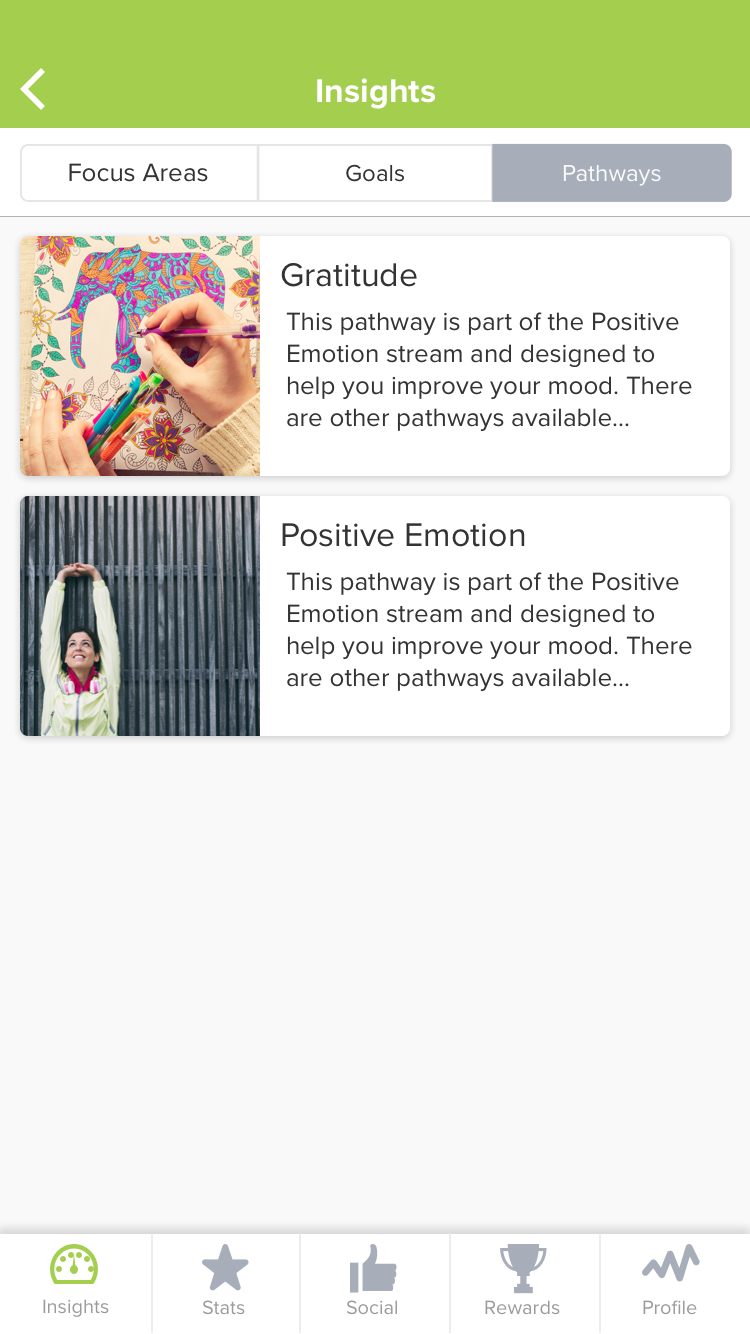 Insights
Focus Areas
Goals
Pathways
Gratitude
This pathway is part of the Positive
Emotion stream and designed to
help you improve your mood. There
are other pathways available...
Positive Emotion
This pathway is part of the Positive
Emotion stream and designed to
help you improve your mood. There
are other pathways available...
Insights
Stats
Social
Rewards
Profile